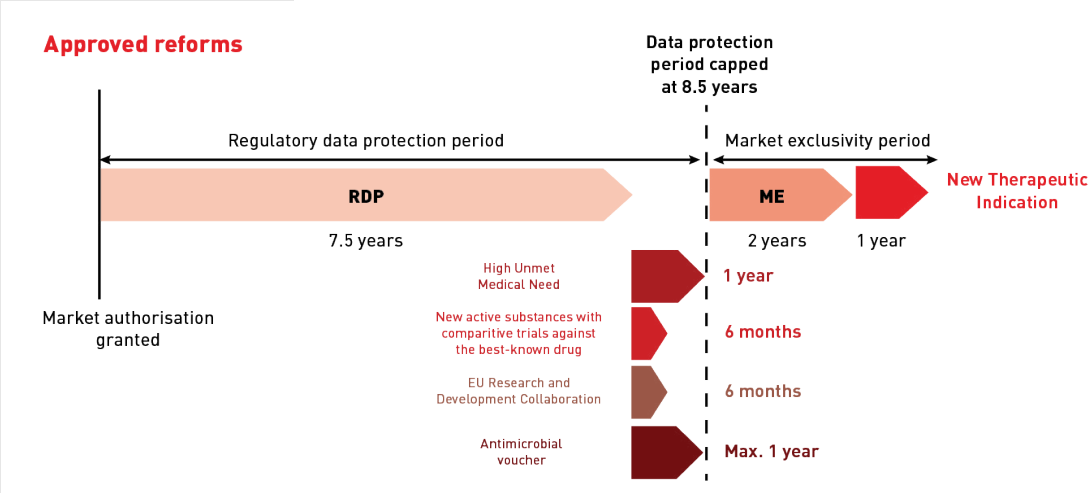 Approved reforms
Data protection
period capped
at 8.5 years
Regulatory data protection period
Market exclusivity period
RDP
ME
New Therapeutic
Indication
7.5 years
2 years
1 year
Market authorisation
granted
High Unmet
Medical Need
1 year
New active substances with
comparitive trials against
the best-known drug
6 months
EU Research and
Development Collaboration
6 months
Antimicrobial
voucher
Max. 1 year